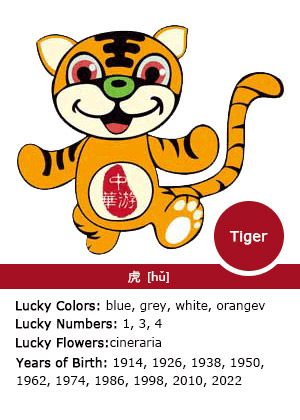 中
華游
Tiger
虎 [hǔ]
Lucky Colors: blue, grey, white, orangev
Lucky Numbers: 1, 3, 4
Lucky Flowers:cineraria
Years of Birth: 1914, 1926, 1938, 1950,
1962, 1974, 1986, 1998, 2010, 2022